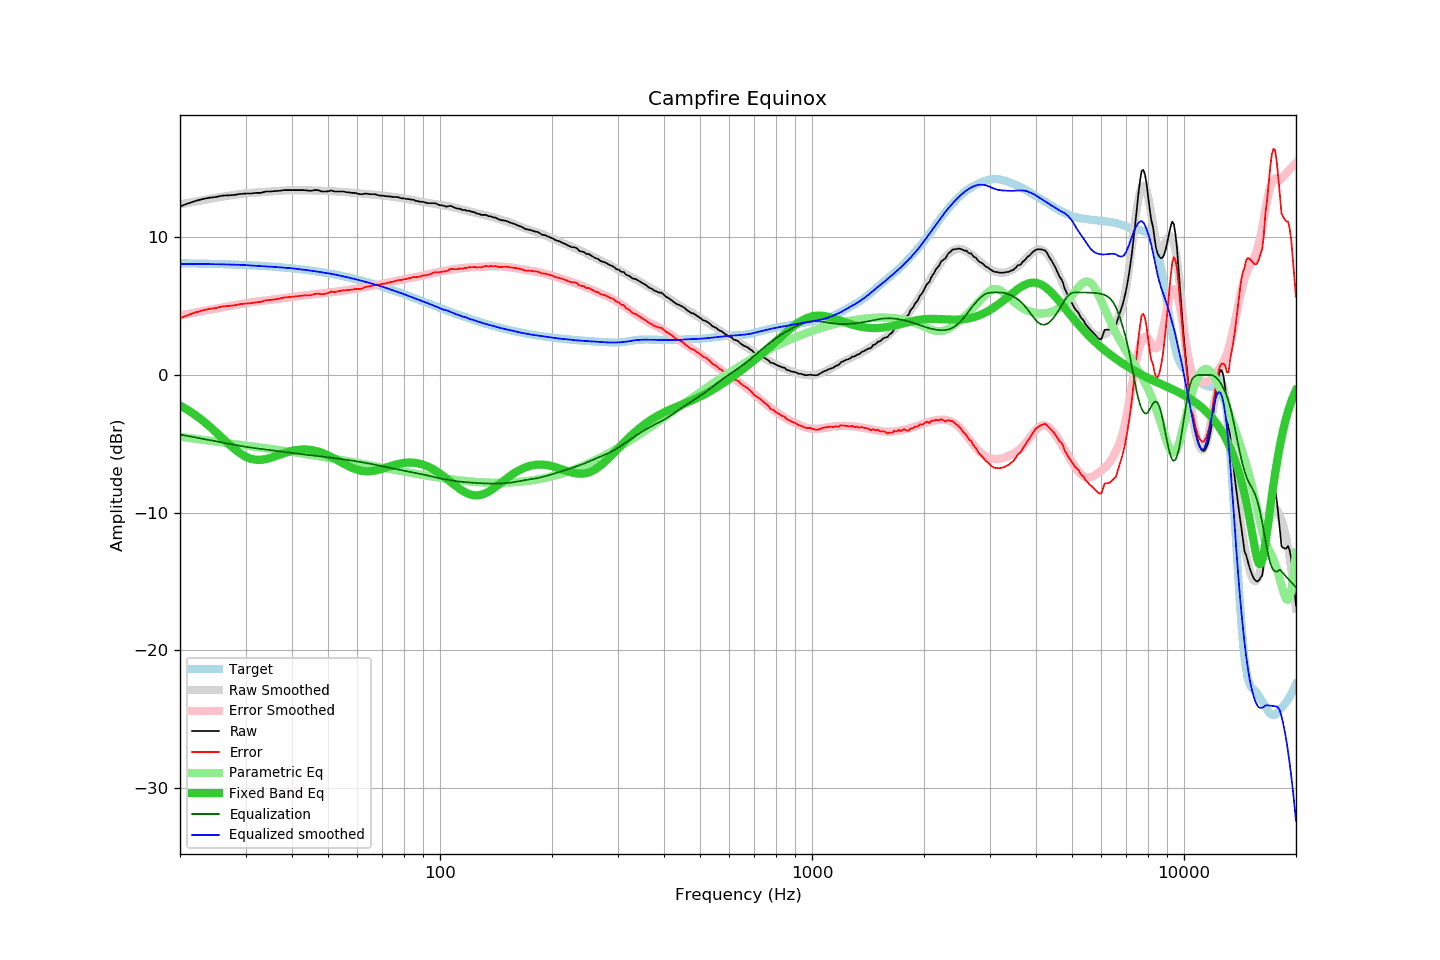 Campfire Equinox
10
0
−10
−20
−30
Amplitude (dBr)
Target
Raw Smoothed
Error Smoothed
Raw
Error
Parametric Eq
Fixed Band Eq
Equalization
Equalized smoothed
100
1000
10000
Frequency (Hz)